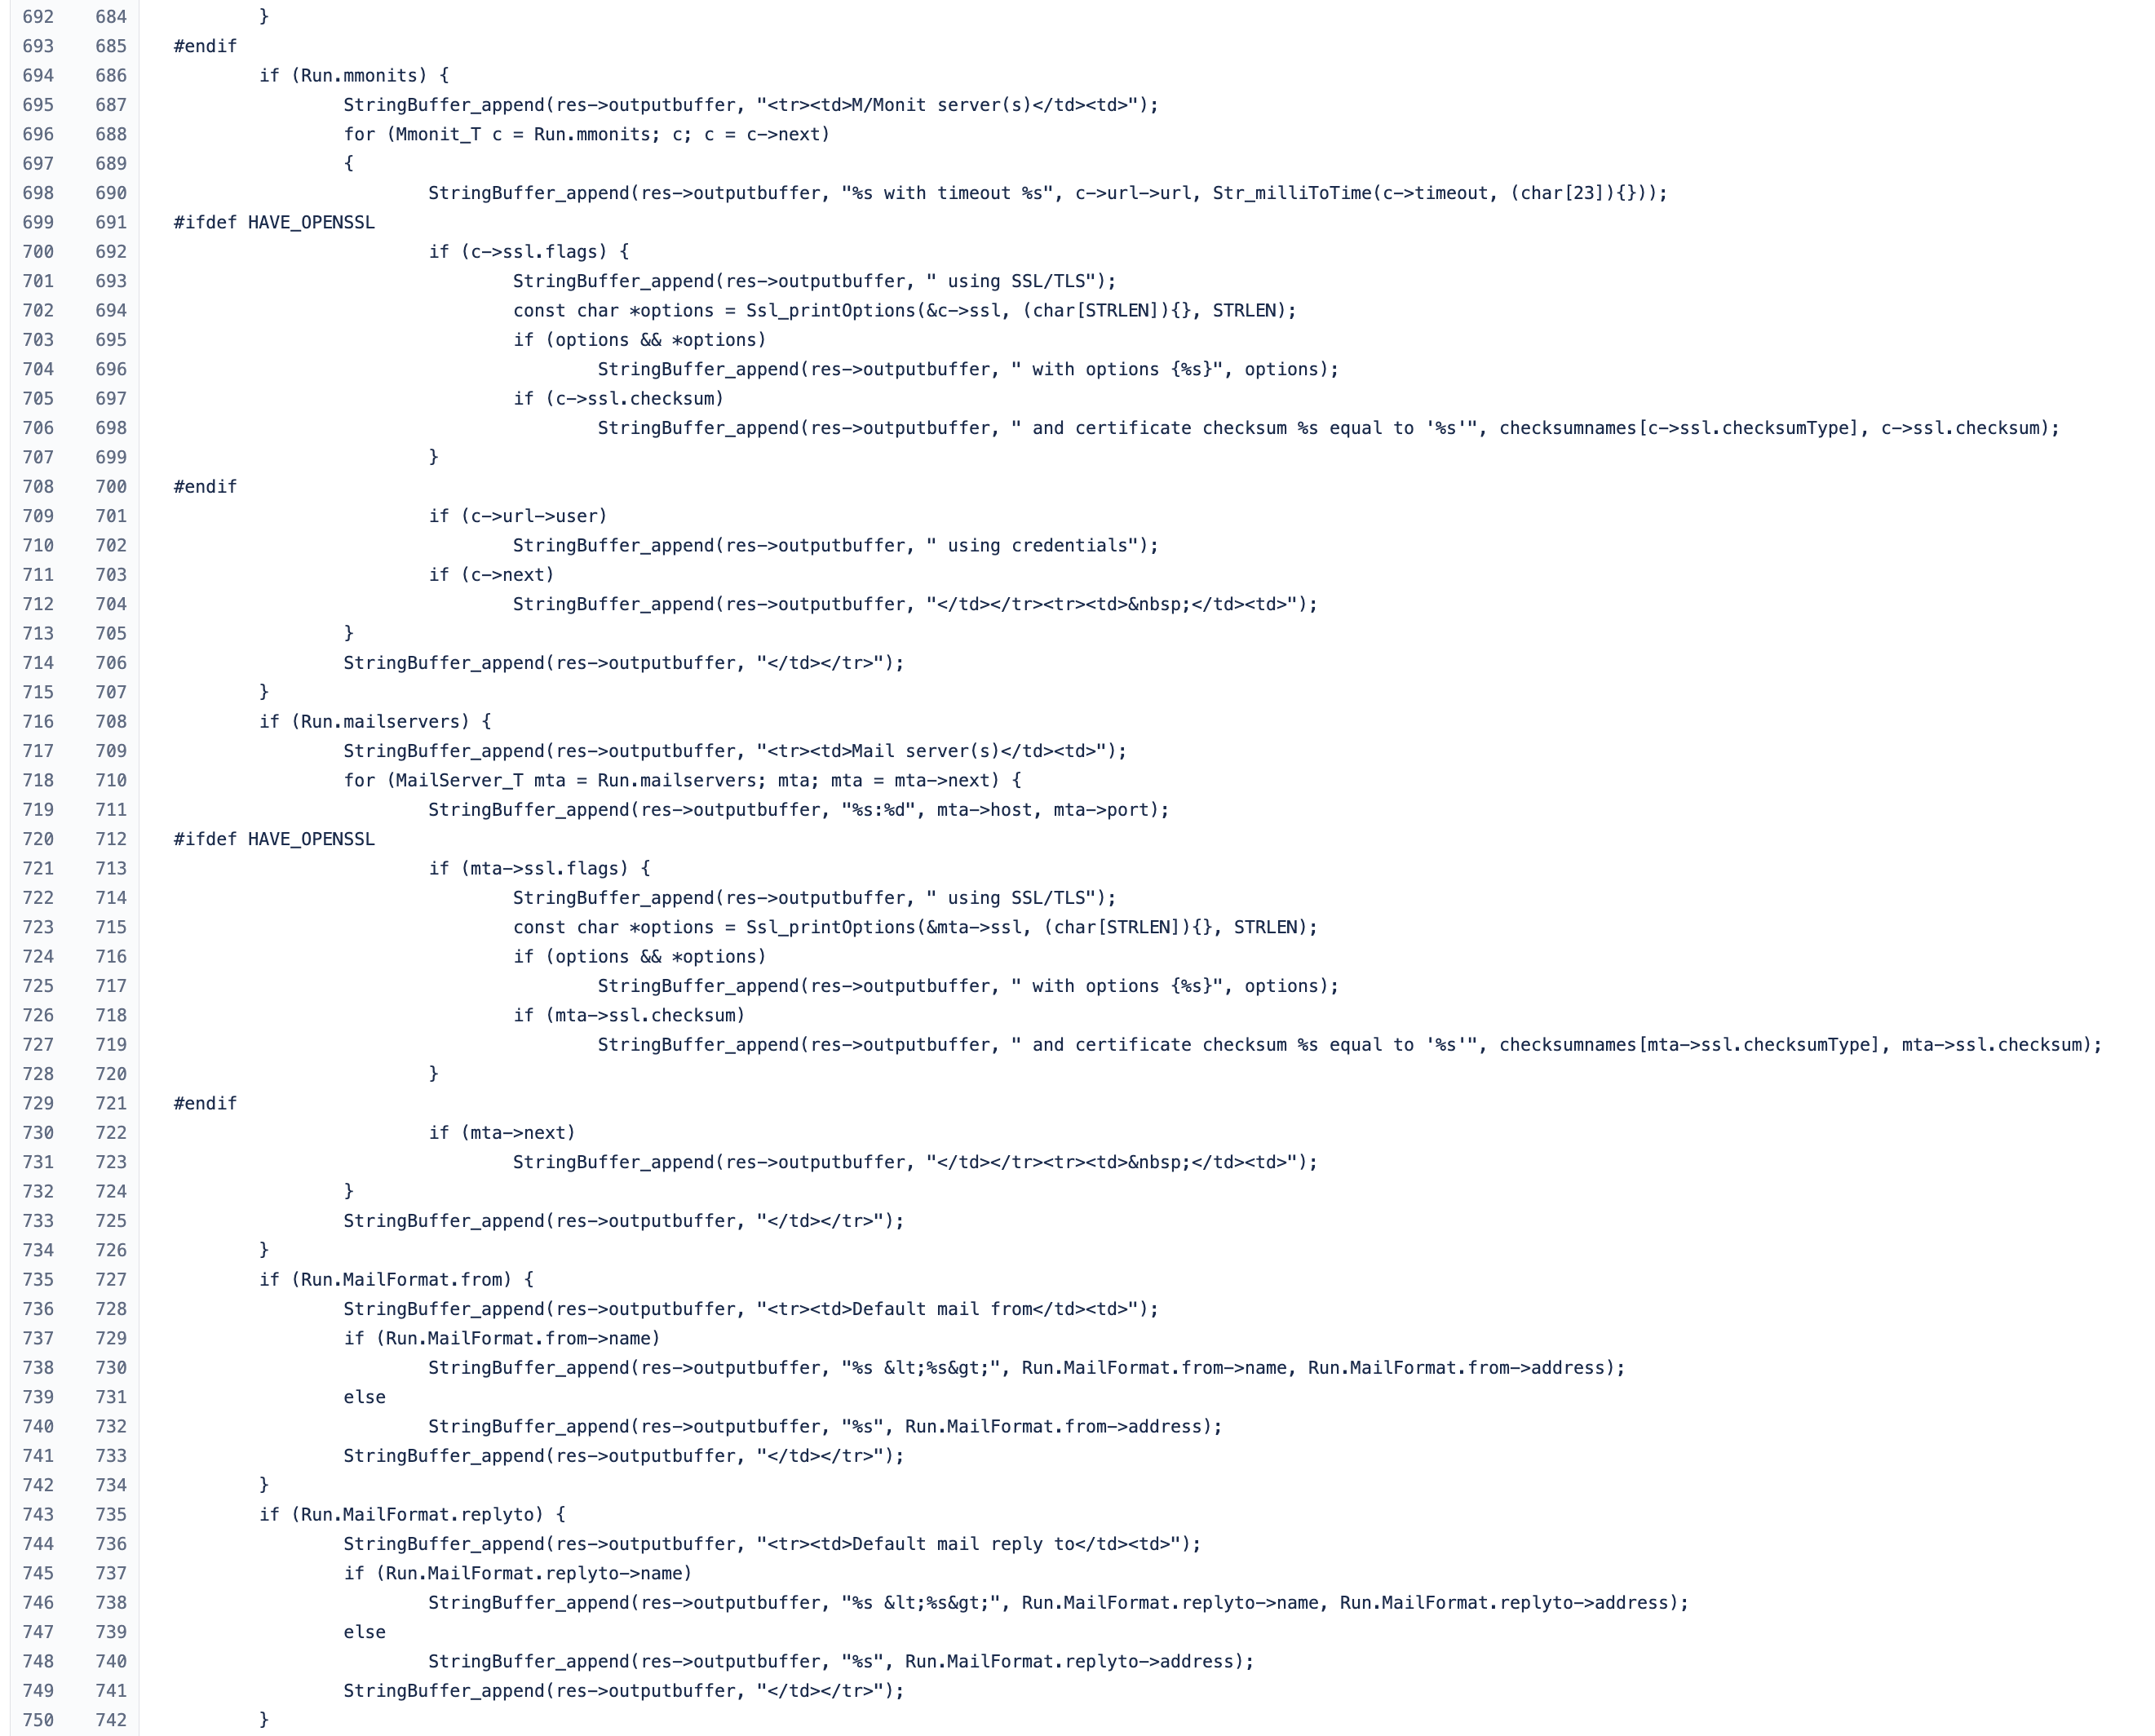 692 684         }
693 685 #endif
694 686         if (Run.mmonits) {
695 687                 StringBuffer_append(res->outputbuffer, "<tr><td>M/Monit server(s)</td><td>");
696 688                 for (Mmonit_T c = Run.mmonits; c; c = c->next)
697 689                 {
698 690                         StringBuffer_append(res->outputbuffer, "%s with timeout %s", c->url->url, Str_milliToTime(c->timeout, (char[23]){}));
699 691 #ifdef HAVE_OPENSSL
700 692                         if (c->ssl.flags) {
701 693                                 StringBuffer_append(res->outputbuffer, " using SSL/TLS");
702 694                                 const char *options = Ssl_printOptions(&c->ssl, (char[STRLEN]){}, STRLEN);
703 695                                 if (options && *options)
704 696                                         StringBuffer_append(res->outputbuffer, " with options {%s}", options);
705 697                                 if (c->ssl.checksum)
706 698                                         StringBuffer_append(res->outputbuffer, " and certificate checksum %s equal to '%s'", checksumnames[c->ssl.checksumType], c->ssl.checksum);
707 699                         }
708 700 #endif
709 701                         if (c->url->user)
710 702                                 StringBuffer_append(res->outputbuffer, " using credentials");
711 703                         if (c->next)
712 704                                 StringBuffer_append(res->outputbuffer, "</td></tr><tr><td>&nbsp;</td><td>");
713 705                 }
714 706                 StringBuffer_append(res->outputbuffer, "</td></tr>");
715 707         }
716 708         if (Run.mailservers) {
717 709                 StringBuffer_append(res->outputbuffer, "<tr><td>Mail server(s)</td><td>");
718 710                 for (MailServer_T mta = Run.mailservers; mta; mta = mta->next) {
719 711                         StringBuffer_append(res->outputbuffer, "%s:%d", mta->host, mta->port);
720 712 #ifdef HAVE_OPENSSL
721 713                         if (mta->ssl.flags) {
722 714                                 StringBuffer_append(res->outputbuffer, " using SSL/TLS");
723 715                                 const char *options = Ssl_printOptions(&mta->ssl, (char[STRLEN]){}, STRLEN);
724 716                                 if (options && *options)
725 717                                         StringBuffer_append(res->outputbuffer, " with options {%s}", options);
726 718                                 if (mta->ssl.checksum)
727 719                                         StringBuffer_append(res->outputbuffer, " and certificate checksum %s equal to '%s'", checksumnames[mta->ssl.checksumType], mta->ssl.checksum);
728 720                         }
729 721 #endif
730 722                         if (mta->next)
731 723                                 StringBuffer_append(res->outputbuffer, "</td></tr><tr><td>&nbsp;</td><td>");
732 724                 }
733 725                 StringBuffer_append(res->outputbuffer, "</td></tr>");
734 726         }
735 727         if (Run.MailFormat.from) {
736 728                 StringBuffer_append(res->outputbuffer, "<tr><td>Default mail from</td><td>");
737 729                 if (Run.MailFormat.from->name)
738 730                         StringBuffer_append(res->outputbuffer, "%s &lt;%s&gt;", Run.MailFormat.from->name, Run.MailFormat.from->address);
739 731                 else
740 732                         StringBuffer_append(res->outputbuffer, "%s", Run.MailFormat.from->address);
741 733                 StringBuffer_append(res->outputbuffer, "</td></tr>");
742 734         }
743 735         if (Run.MailFormat.replyto) {
744 736                 StringBuffer_append(res->outputbuffer, "<tr><td>Default mail reply to</td><td>");
745 737                 if (Run.MailFormat.replyto->name)
746 738                         StringBuffer_append(res->outputbuffer, "%s &lt;%s&gt;", Run.MailFormat.replyto->name, Run.MailFormat.replyto->address);
747 739                 else
748 740                         StringBuffer_append(res->outputbuffer, "%s", Run.MailFormat.replyto->address);
749 741                 StringBuffer_append(res->outputbuffer, "</td></tr>");
750 742         }